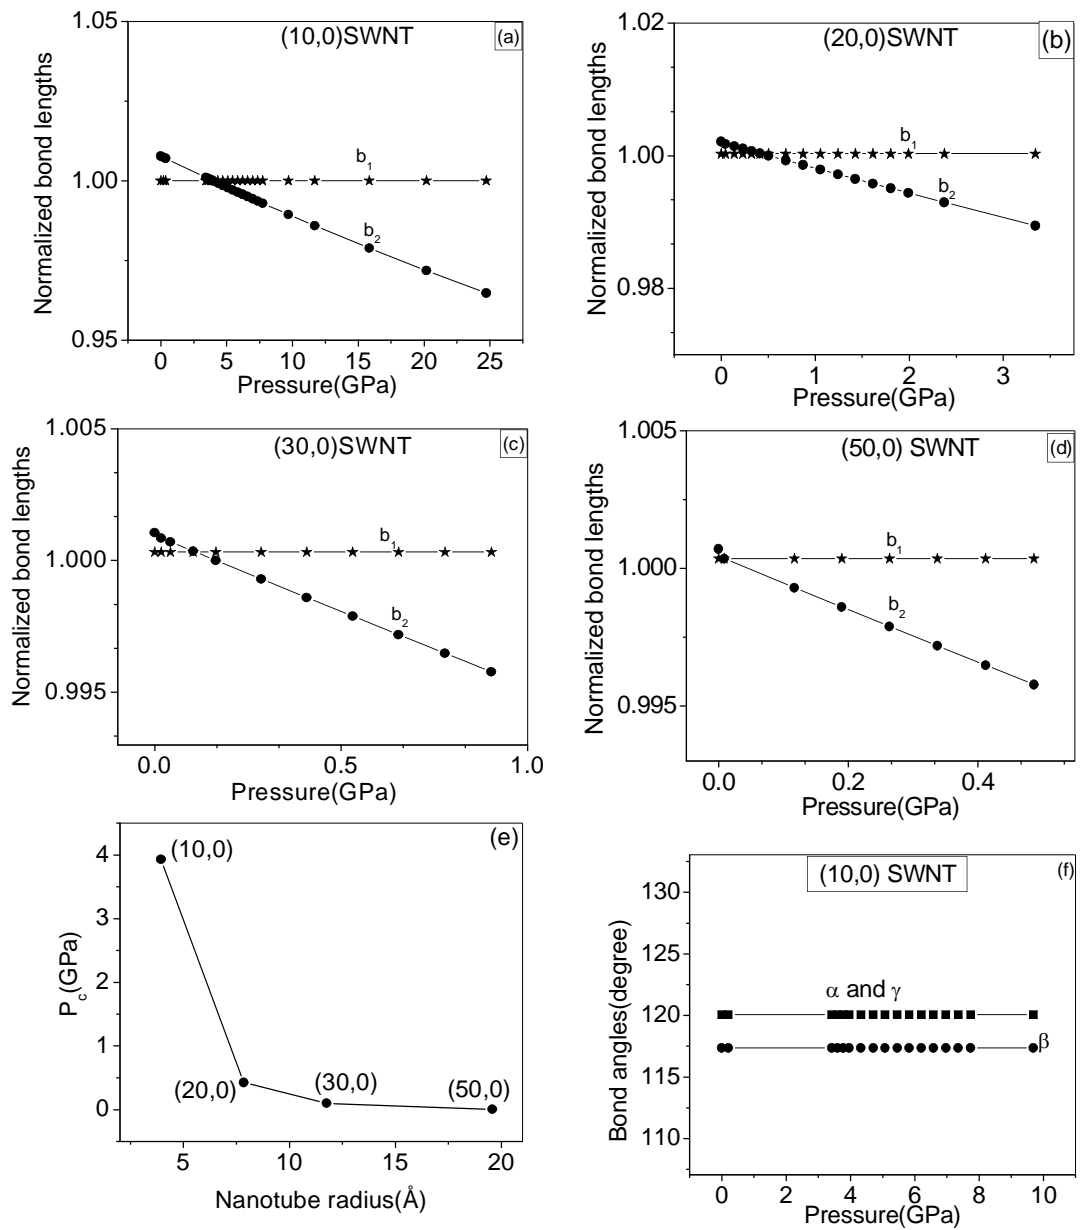 (10,0)SWNT
(a)
1.05
1.00
0.95
Normalized bond lengths
b1
b2
0 5 10 15 20 25
Pressure(GPa)
(20,0)SWNT
(b)
1.02
1.00
0.98
Normalized bond lengths
b1
b2
0 1 2 3
Pressure(GPa)
(30,0)SWNT
(c)
1.005
1.000
0.995
Normalized bond lengths
b1
b2
0.0 0.5 1.0
Pressure(GPa)
(50,0) SWNT
(d)
1.005
1.000
0.995
Normalized bond lengths
b1
b2
0.0 0.2 0.4
Pressure(GPa)
(e)
4
3
2
1
0
Pc(GPa)
(10,0)
(20,0)
(30,0)
(50,0)
5 10 15 20
Nanotube radius(Å)
(10,0) SWNT
(f)
130
125
120
115
110
Bond angles(degree)
α and γ
β
0 2 4 6 8 10
Pressure(GPa)